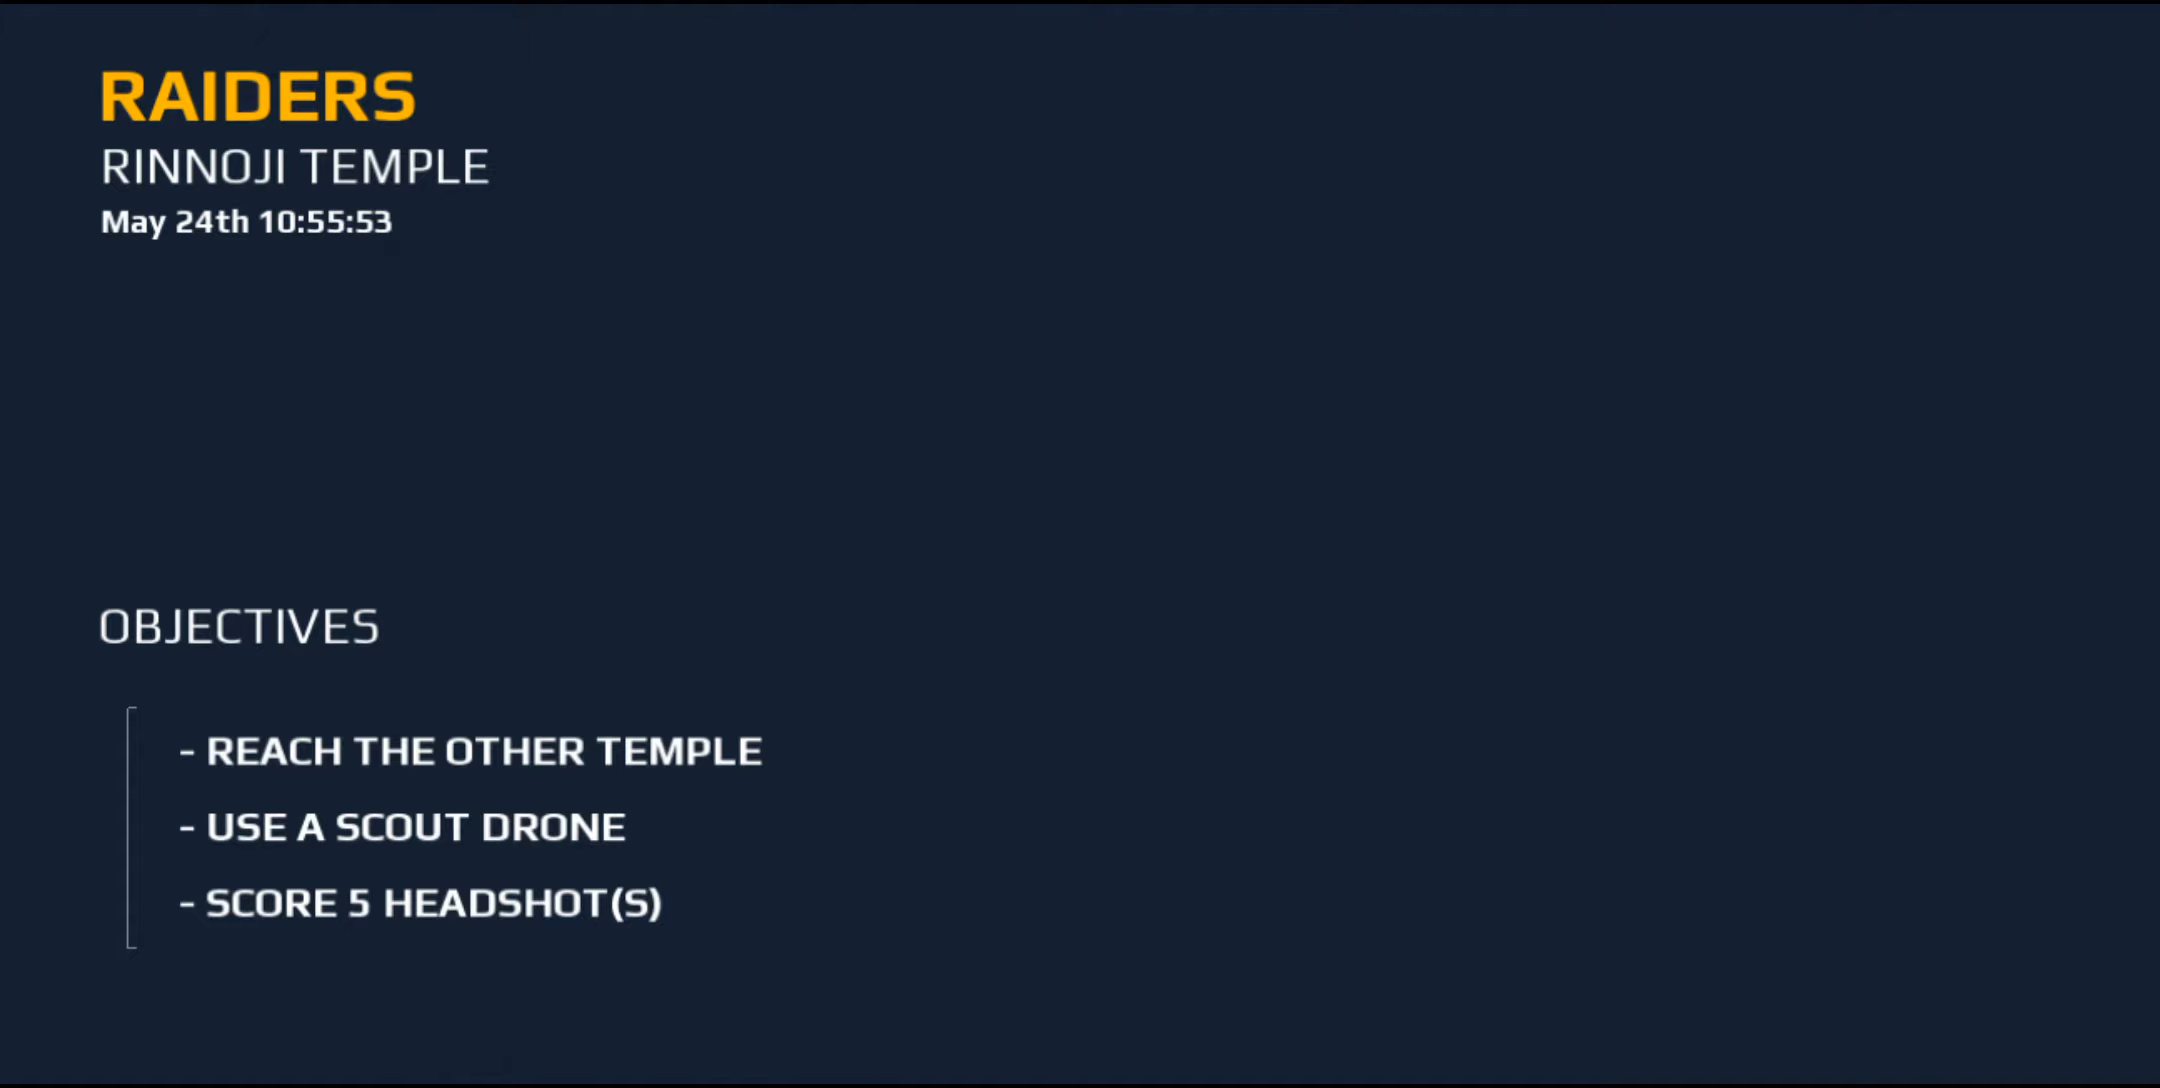 RAIDERS
RINNOJI TEMPLE
May 24th 10:55:53
OBJECTIVES
- REACH THE OTHER TEMPLE
- USE A SCOUT DRONE
- SCORE 5 HEADSHOT(S)